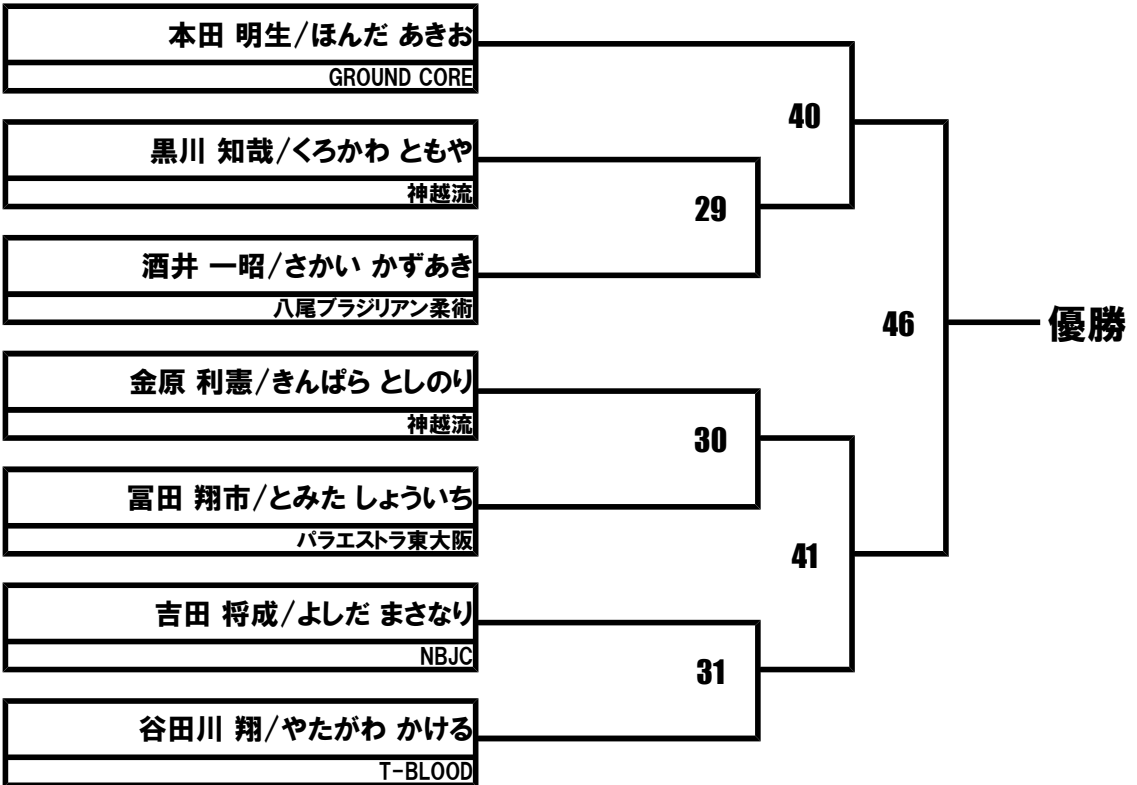 本田 明生/ほんだ あきお
GROUND CORE
40
黒川 知哉/くろかわ ともや
神越流
29
酒井 一昭/さかい かずあき
八尾ブラジリアン柔術
46
優勝
金原 利憲/きんぱら としのり
神越流
30
冨田 翔市/とみた しょういち
パラエストラ東大阪
41
吉田 将成/よしだ まさなり
NBJC
31
谷田川 翔/やたがわ かける
T-BLOOD